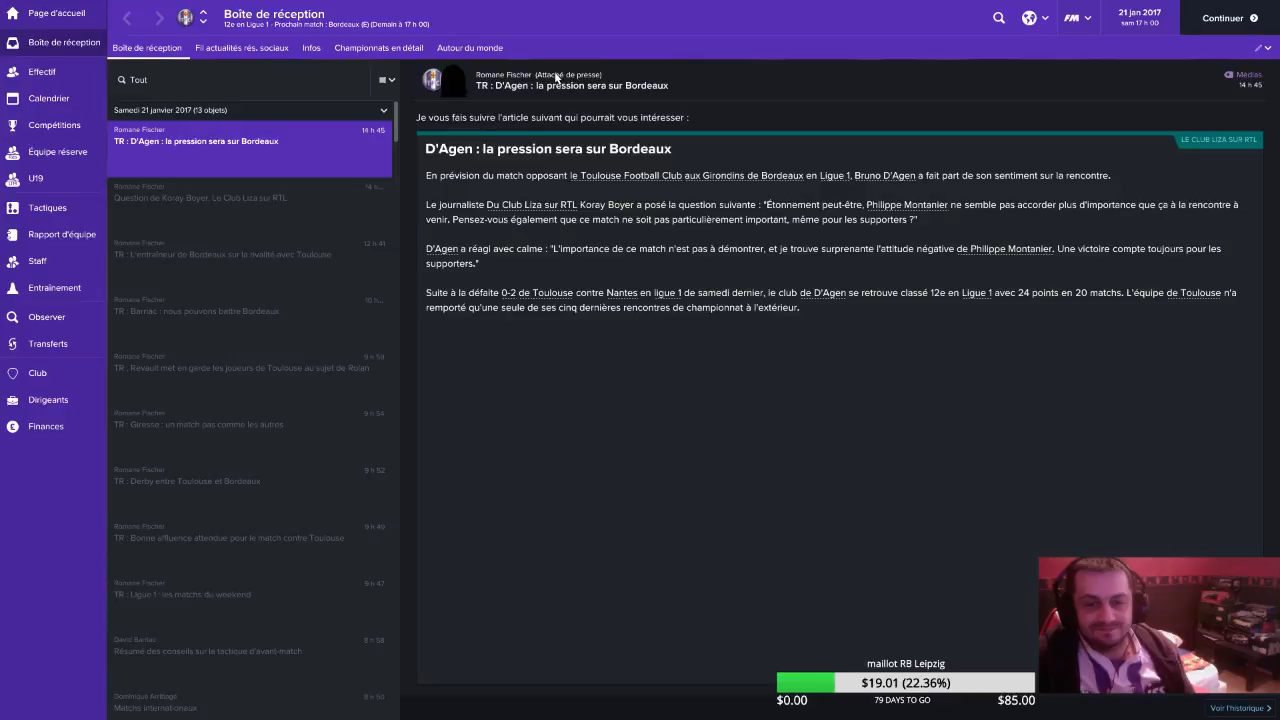 Page d'accueil
Boîte de réception
Effectif
Calendrier
Compétitions
Équipe réserve
U19
Tactiques
Rapport d'équipe
Staff
Entraînement
Observer
Transferts
Club
Dirigeants
Finances
Boîte de réception
12e en Ligue 1 - Prochain match : Bordeaux (E) (Demain à 17 h 00)
FM
21 jan 2017
sam 17 h 00
Continuer
Boîte de réception
Fil actualités rés. sociaux
Infos
Championnats en détail
Autour du monde
Tout
Samedi 21 janvier 2017 (13 objets)
Romane Fischer 14 h 45
TR : D'Agen : la pression sera sur Bordeaux
Romane Fischer 14 h...
Question de Koray Boyer, Le Club Liza sur RTL
Romane Fischer 12 h 41
TR : L'entraîneur de Bordeaux sur la rivalité avec Toulouse
Romane Fischer 10 h...
TR : Barriac : nous pouvons battre Bordeaux
Romane Fischer 9 h 59
TR : Revault met en garde les joueurs de Toulouse au sujet de Rolan
Romane Fischer 9 h 54
TR : Giresse : un match pas comme les autres
Romane Fischer 9 h 52
TR : Derby entre Toulouse et Bordeaux
Romane Fischer 9 h 49
TR : Bonne affluence attendue pour le match contre Toulouse
Romane Fischer 9 h 47
TR : Ligue 1 : les matchs du weekend
David Barriac 8 h 58
Résumé des conseils sur la tactique d'avant-match
Dominique Arribagé 8 h 50
Matchs internationaux
Romane Fischer (Attaché de presse)
TR : D'Agen : la pression sera sur Bordeaux
Médias
14 h 45
Je vous fais suivre l'article suivant qui pourrait vous intéresser :
LE CLUB LIZA SUR RTL
D'Agen : la pression sera sur Bordeaux
En prévision du match opposant le Toulouse Football Club aux Girondins de Bordeaux en Ligue 1, Bruno D'Agen a fait part de son sentiment sur la rencontre.
Le journaliste Du Club Liza sur RTL Koray Boyer a posé la question suivante : "Étonnement peut-être, Philippe Montanier ne semble pas accorder plus d'importance que ça à la rencontre à
venir. Pensez-vous également que ce match ne soit pas particulièrement important, même pour les supporters ?"
D'Agen a réagi avec calme : "L'importance de ce match n'est pas à démontrer, et je trouve surprenante l'attitude négative de Philippe Montanier. Une victoire compte toujours pour les
supporters."
Suite à la défaite 0-2 de Toulouse contre Nantes en ligue 1 de samedi dernier, le club de D'Agen se retrouve classé 12e en Ligue 1 avec 24 points en 20 matchs. L'équipe de Toulouse n'a
remporté qu'une seule de ses cinq dernières rencontres de championnat à l'extérieur.
maillot RB Leipzig
$19.01 (22.36%)
$0.00
79 DAYS TO GO
$85.00
Voir l'historique